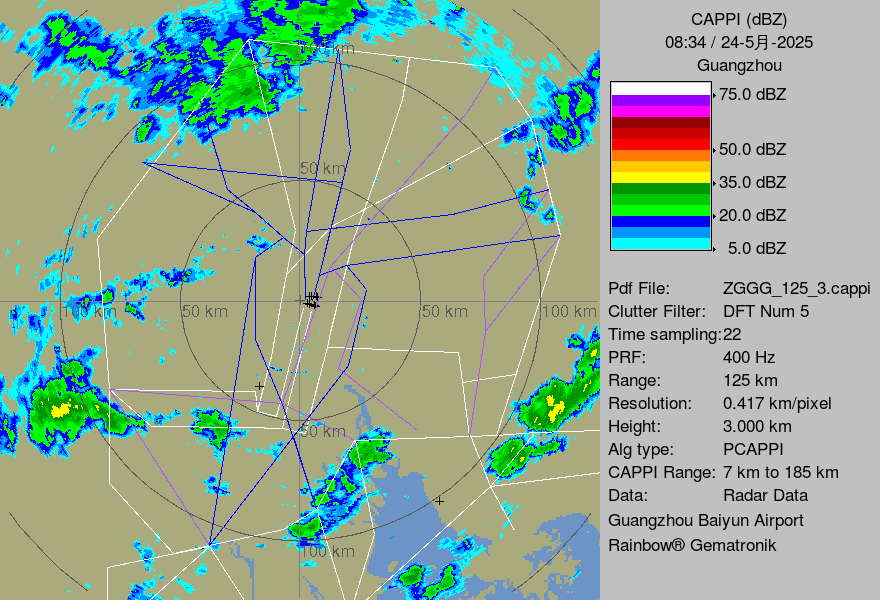 CAPPI (dBZ)
08:34 / 24-5月-2025
Guangzhou
75.0 dBZ
50.0 dBZ
35.0 dBZ
20.0 dBZ
5.0 dBZ
Pdf File: ZGGG_125_3.cappi
Clutter Filter: DFT Num 5
Time sampling:22
PRF: 400 Hz
Range: 125 km
Resolution: 0.417 km/pixel
Height: 3.000 km
Alg type: PCAPPI
CAPPI Range: 7 km to 185 km
Data: Radar Data
Guangzhou Baiyun Airport
Rainbow® Gematronik
100 km
50 km
100 km
50 km
50 km
100 km
50 km
100 km